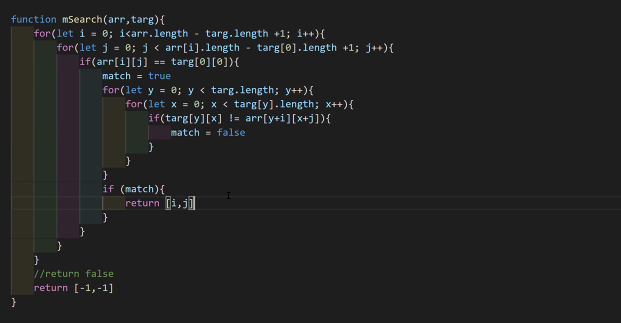 function mSearch(arr,targ){
    for(let i = 0; i<arr.length - targ.length +1; i++){
        for(let j = 0; j < arr[i].length - targ[0].length +1; j++){
            if(arr[i][j] == targ[0][0]){
                match = true
                for(let y = 0; y < targ.length; y++){
                    for(let x = 0; x < targ[y].length; x++){
                        if(targ[y][x] != arr[y+i][x+j]){
                            match = false
                        }
                    }
                }
                if (match){
                    return [i,j]
                }
            }
        }
    }
    //return false
    return [-1,-1]
}